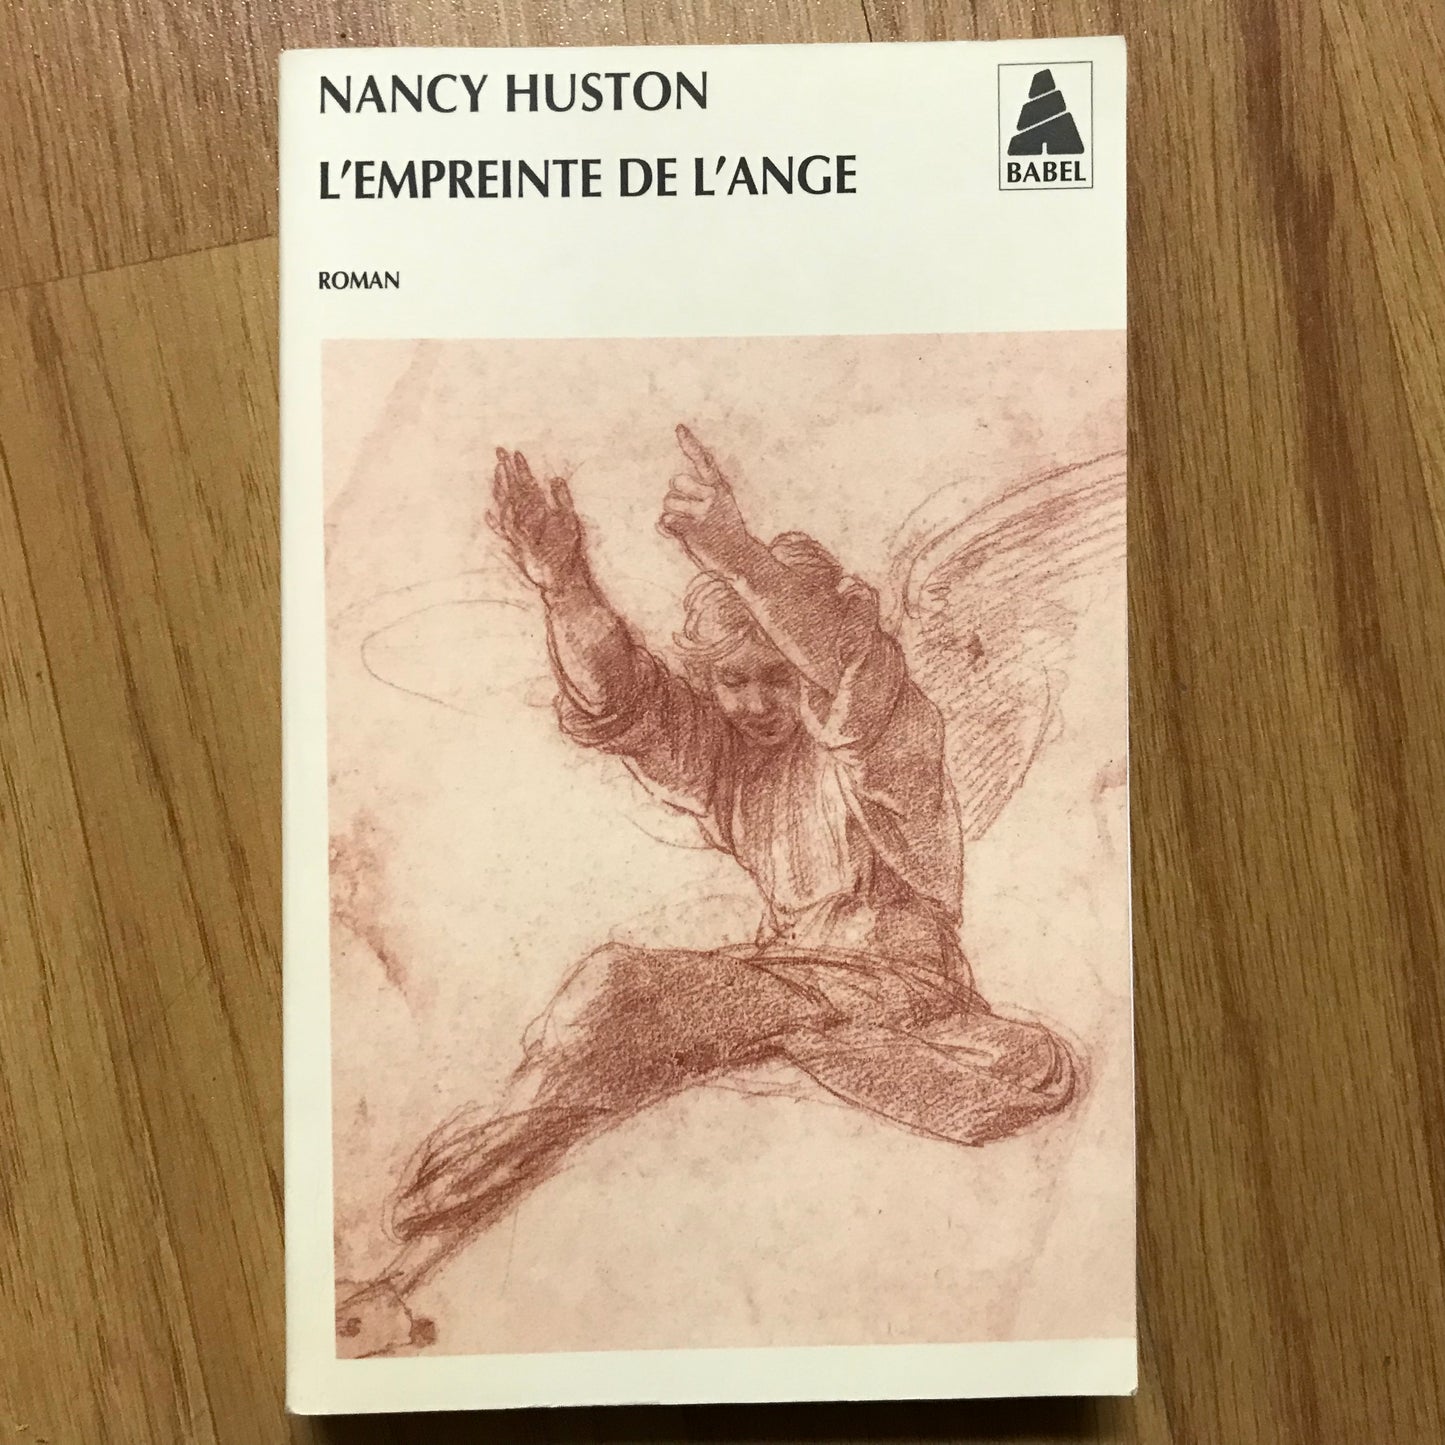 NANCY HUSTON
L'EMPREINTE DE L'ANGE
ROMAN
BABEL